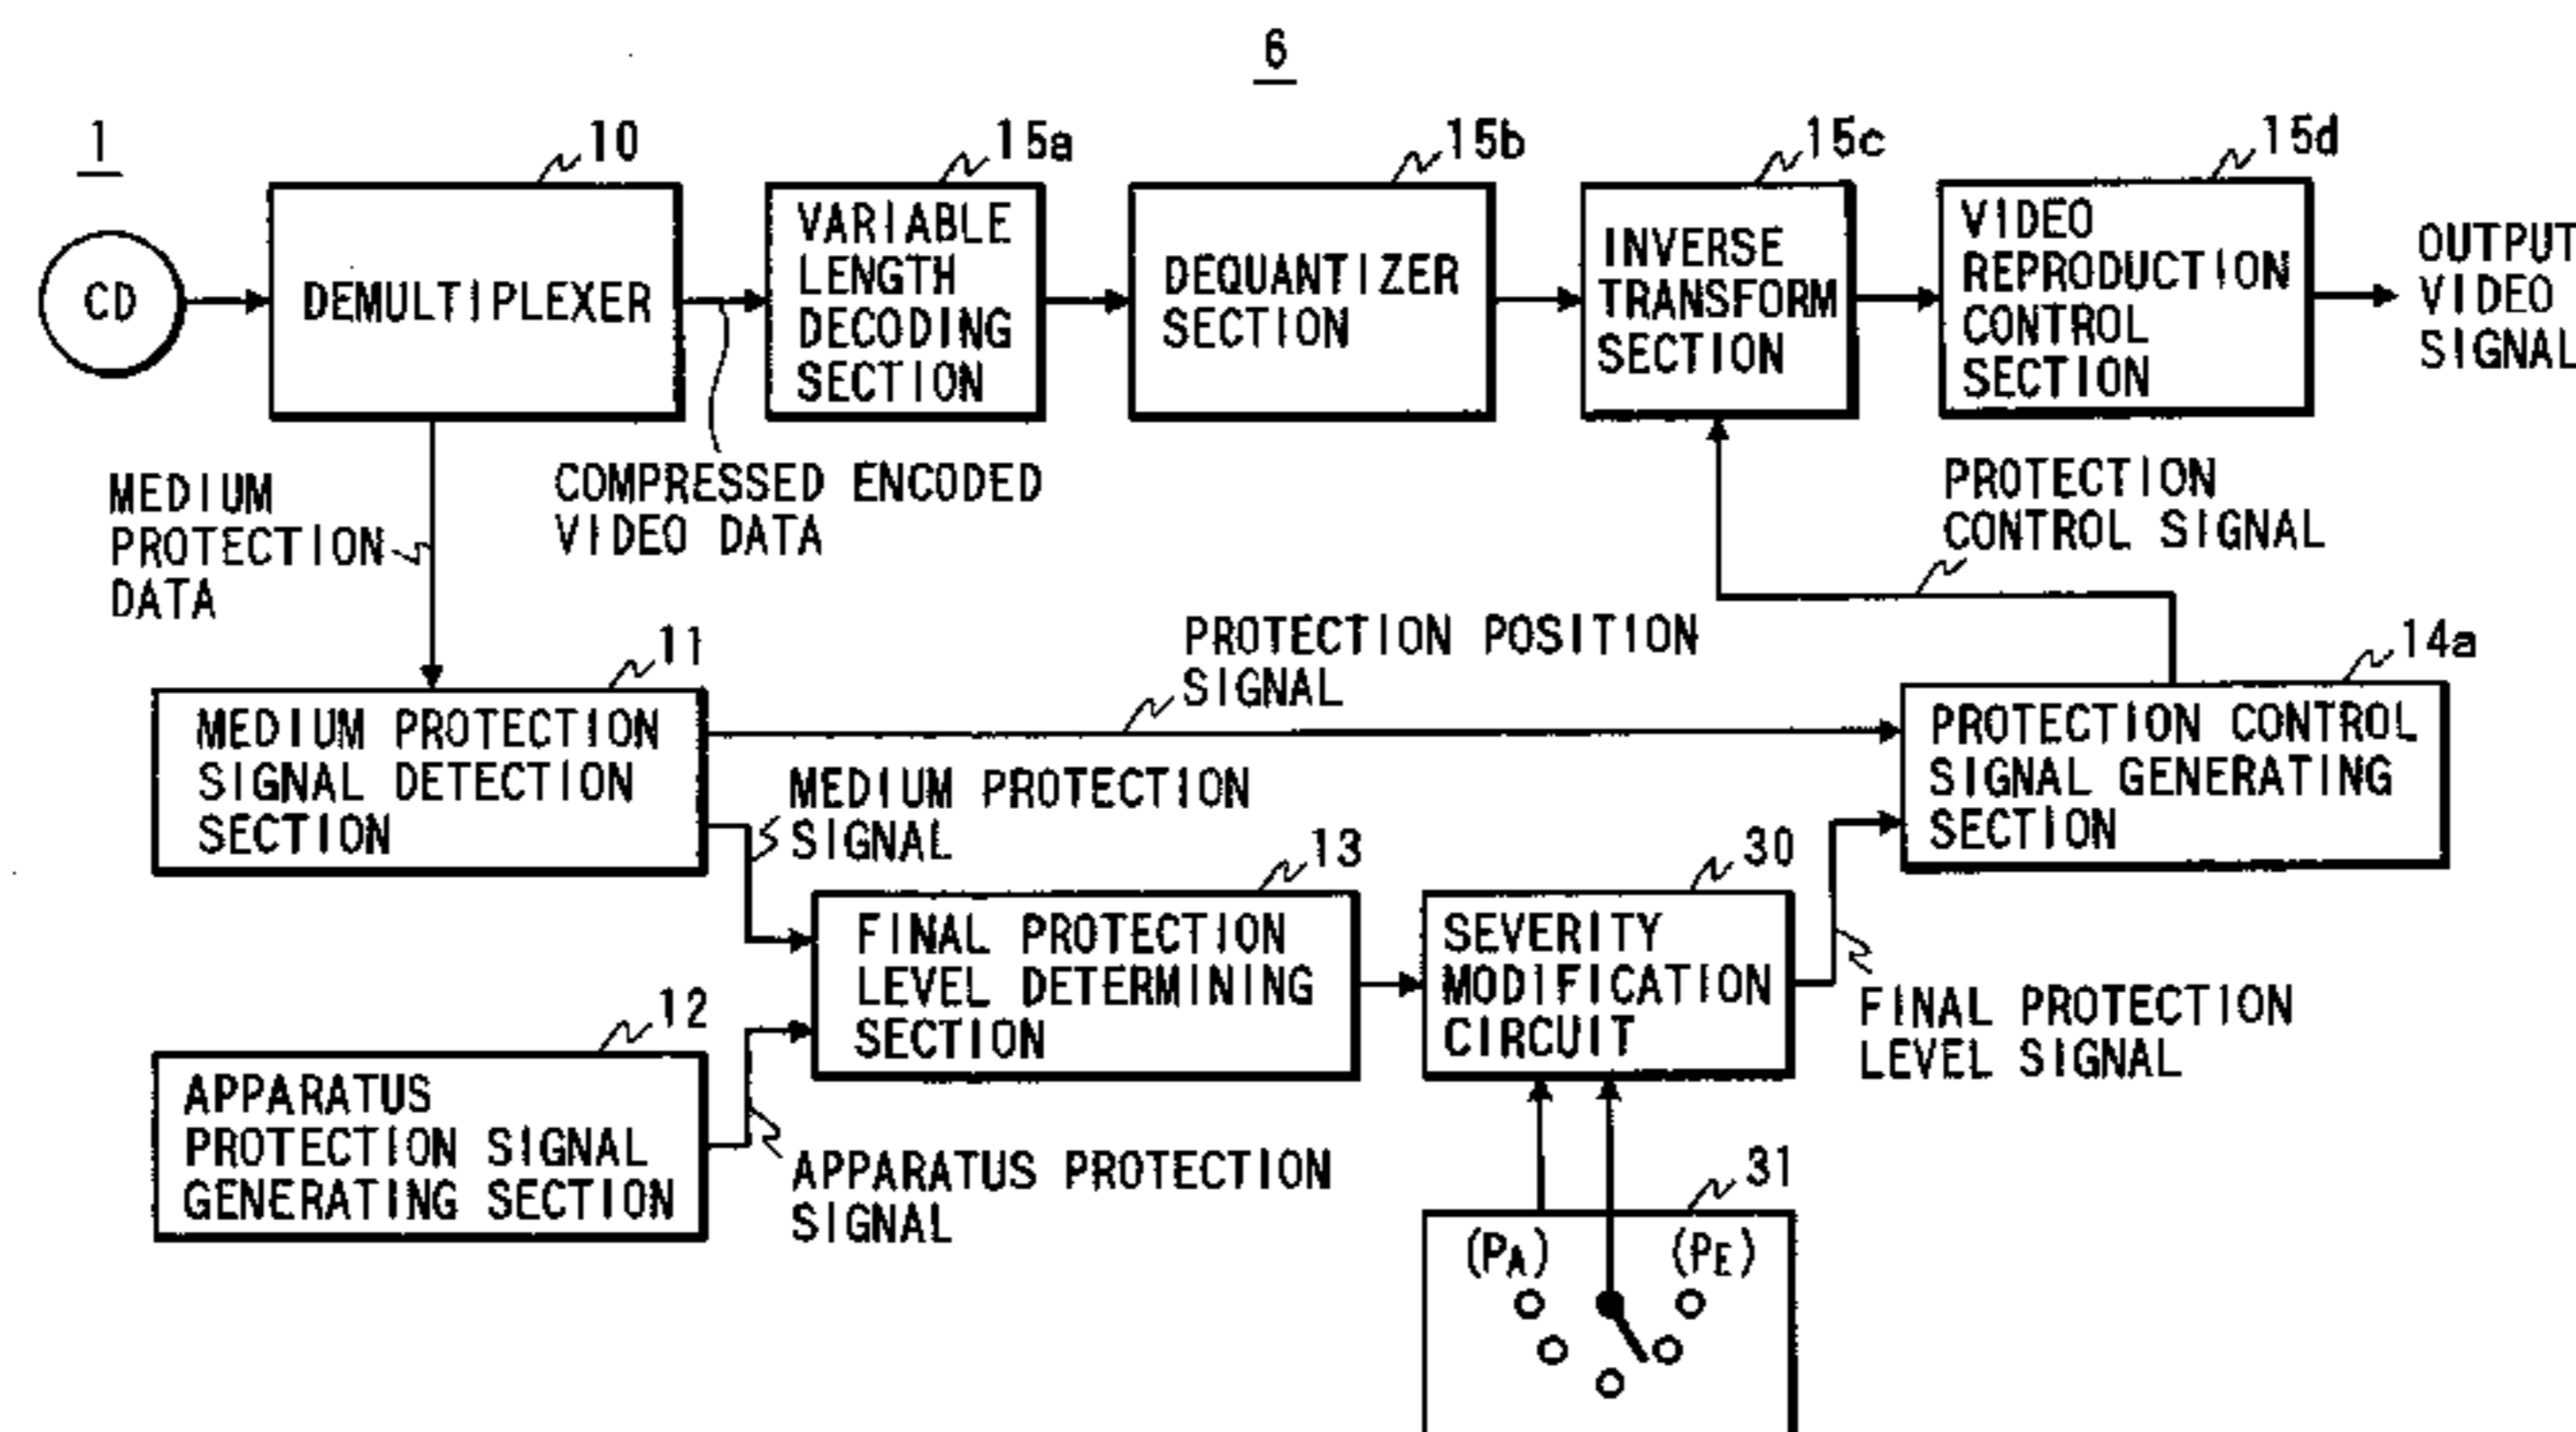 6
1
10
15a
15b
15c
15d
CD
DEMULTIPLEXER
VARIABLE
LENGTH
DECODING
SECTION
DEQUANTIZER
SECTION
INVERSE
TRANSFORM
SECTION
VIDEO
REPRODUCTION
CONTROL
SECTION
OUTPUT
VIDEO
SIGNAL
MEDIUM
PROTECTION
DATA
COMPRESSED ENCODED
VIDEO DATA
PROTECTION
CONTROL SIGNAL
11
PROTECTION POSITION
SIGNAL
14a
MEDIUM PROTECTION
SIGNAL DETECTION
SECTION
MEDIUM PROTECTION
SIGNAL
PROTECTION CONTROL
SIGNAL GENERATING
SECTION
13
30
FINAL PROTECTION
LEVEL DETERMINING
SECTION
SEVERITY
MODIFICATION
CIRCUIT
FINAL PROTECTION
LEVEL SIGNAL
12
APPARATUS
PROTECTION SIGNAL
GENERATING SECTION
APPARATUS PROTECTION
SIGNAL
31
(PA)
(PE)